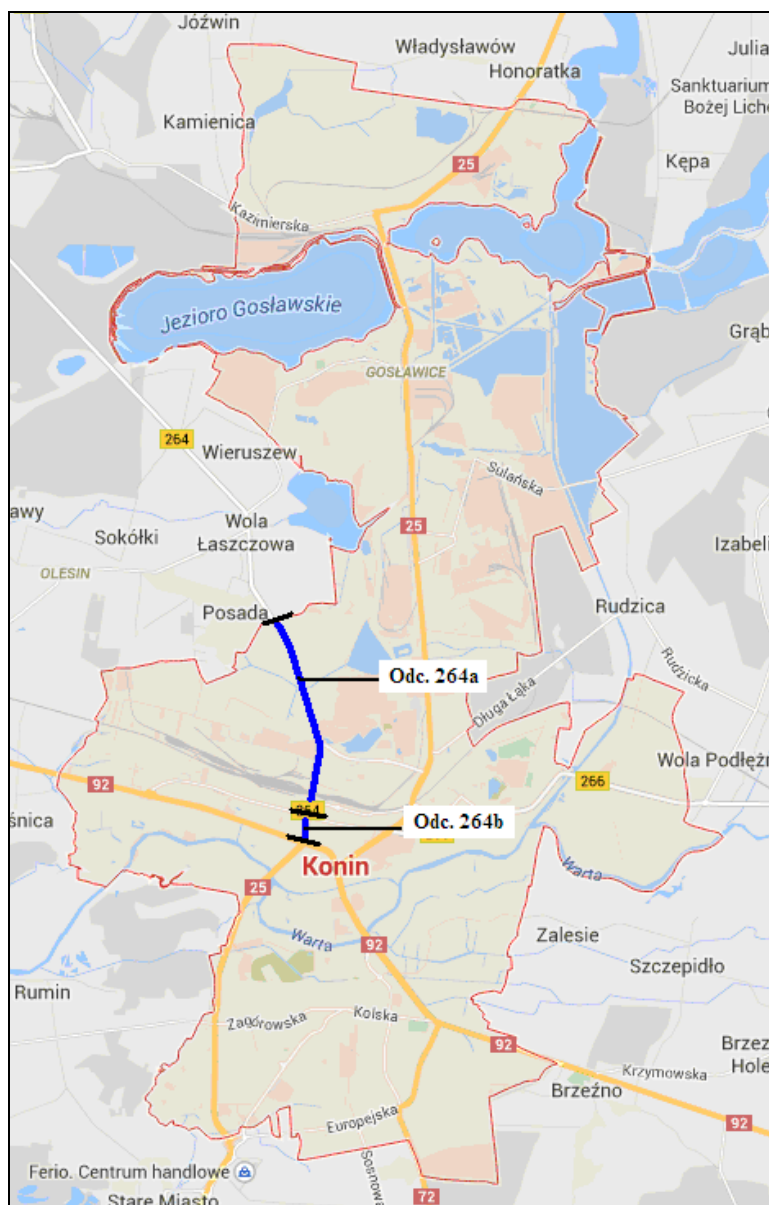 Jóźwin
Władysławów
Honoratka
Julia
Sanktuarium
Bożej Liche
Kamienica
Kępa
25
Kazimierska
Jezioro Gosławskie
Grąb
GOSŁAWICE
264
Wieruszew
Sulańska
awy
Sokółki
Wola
Łaszczowa
25
Izabeli
OLESIN
Posada
Rudzica
Odc. 264a
Rudzicka
Długa Łąka
Wola Podłężn
92
266
264
śnica
Odc. 264b
Konin
25
Warta
Warta
92
Zalesie
Szczepidło
Rumin
Zagórowska
Kolska
92
Brzez
Hole
Krzymowska
Brzeźno
92
Europejska
Sosnowa
Ferio. Centrum handlowe
Stare Miasto
72